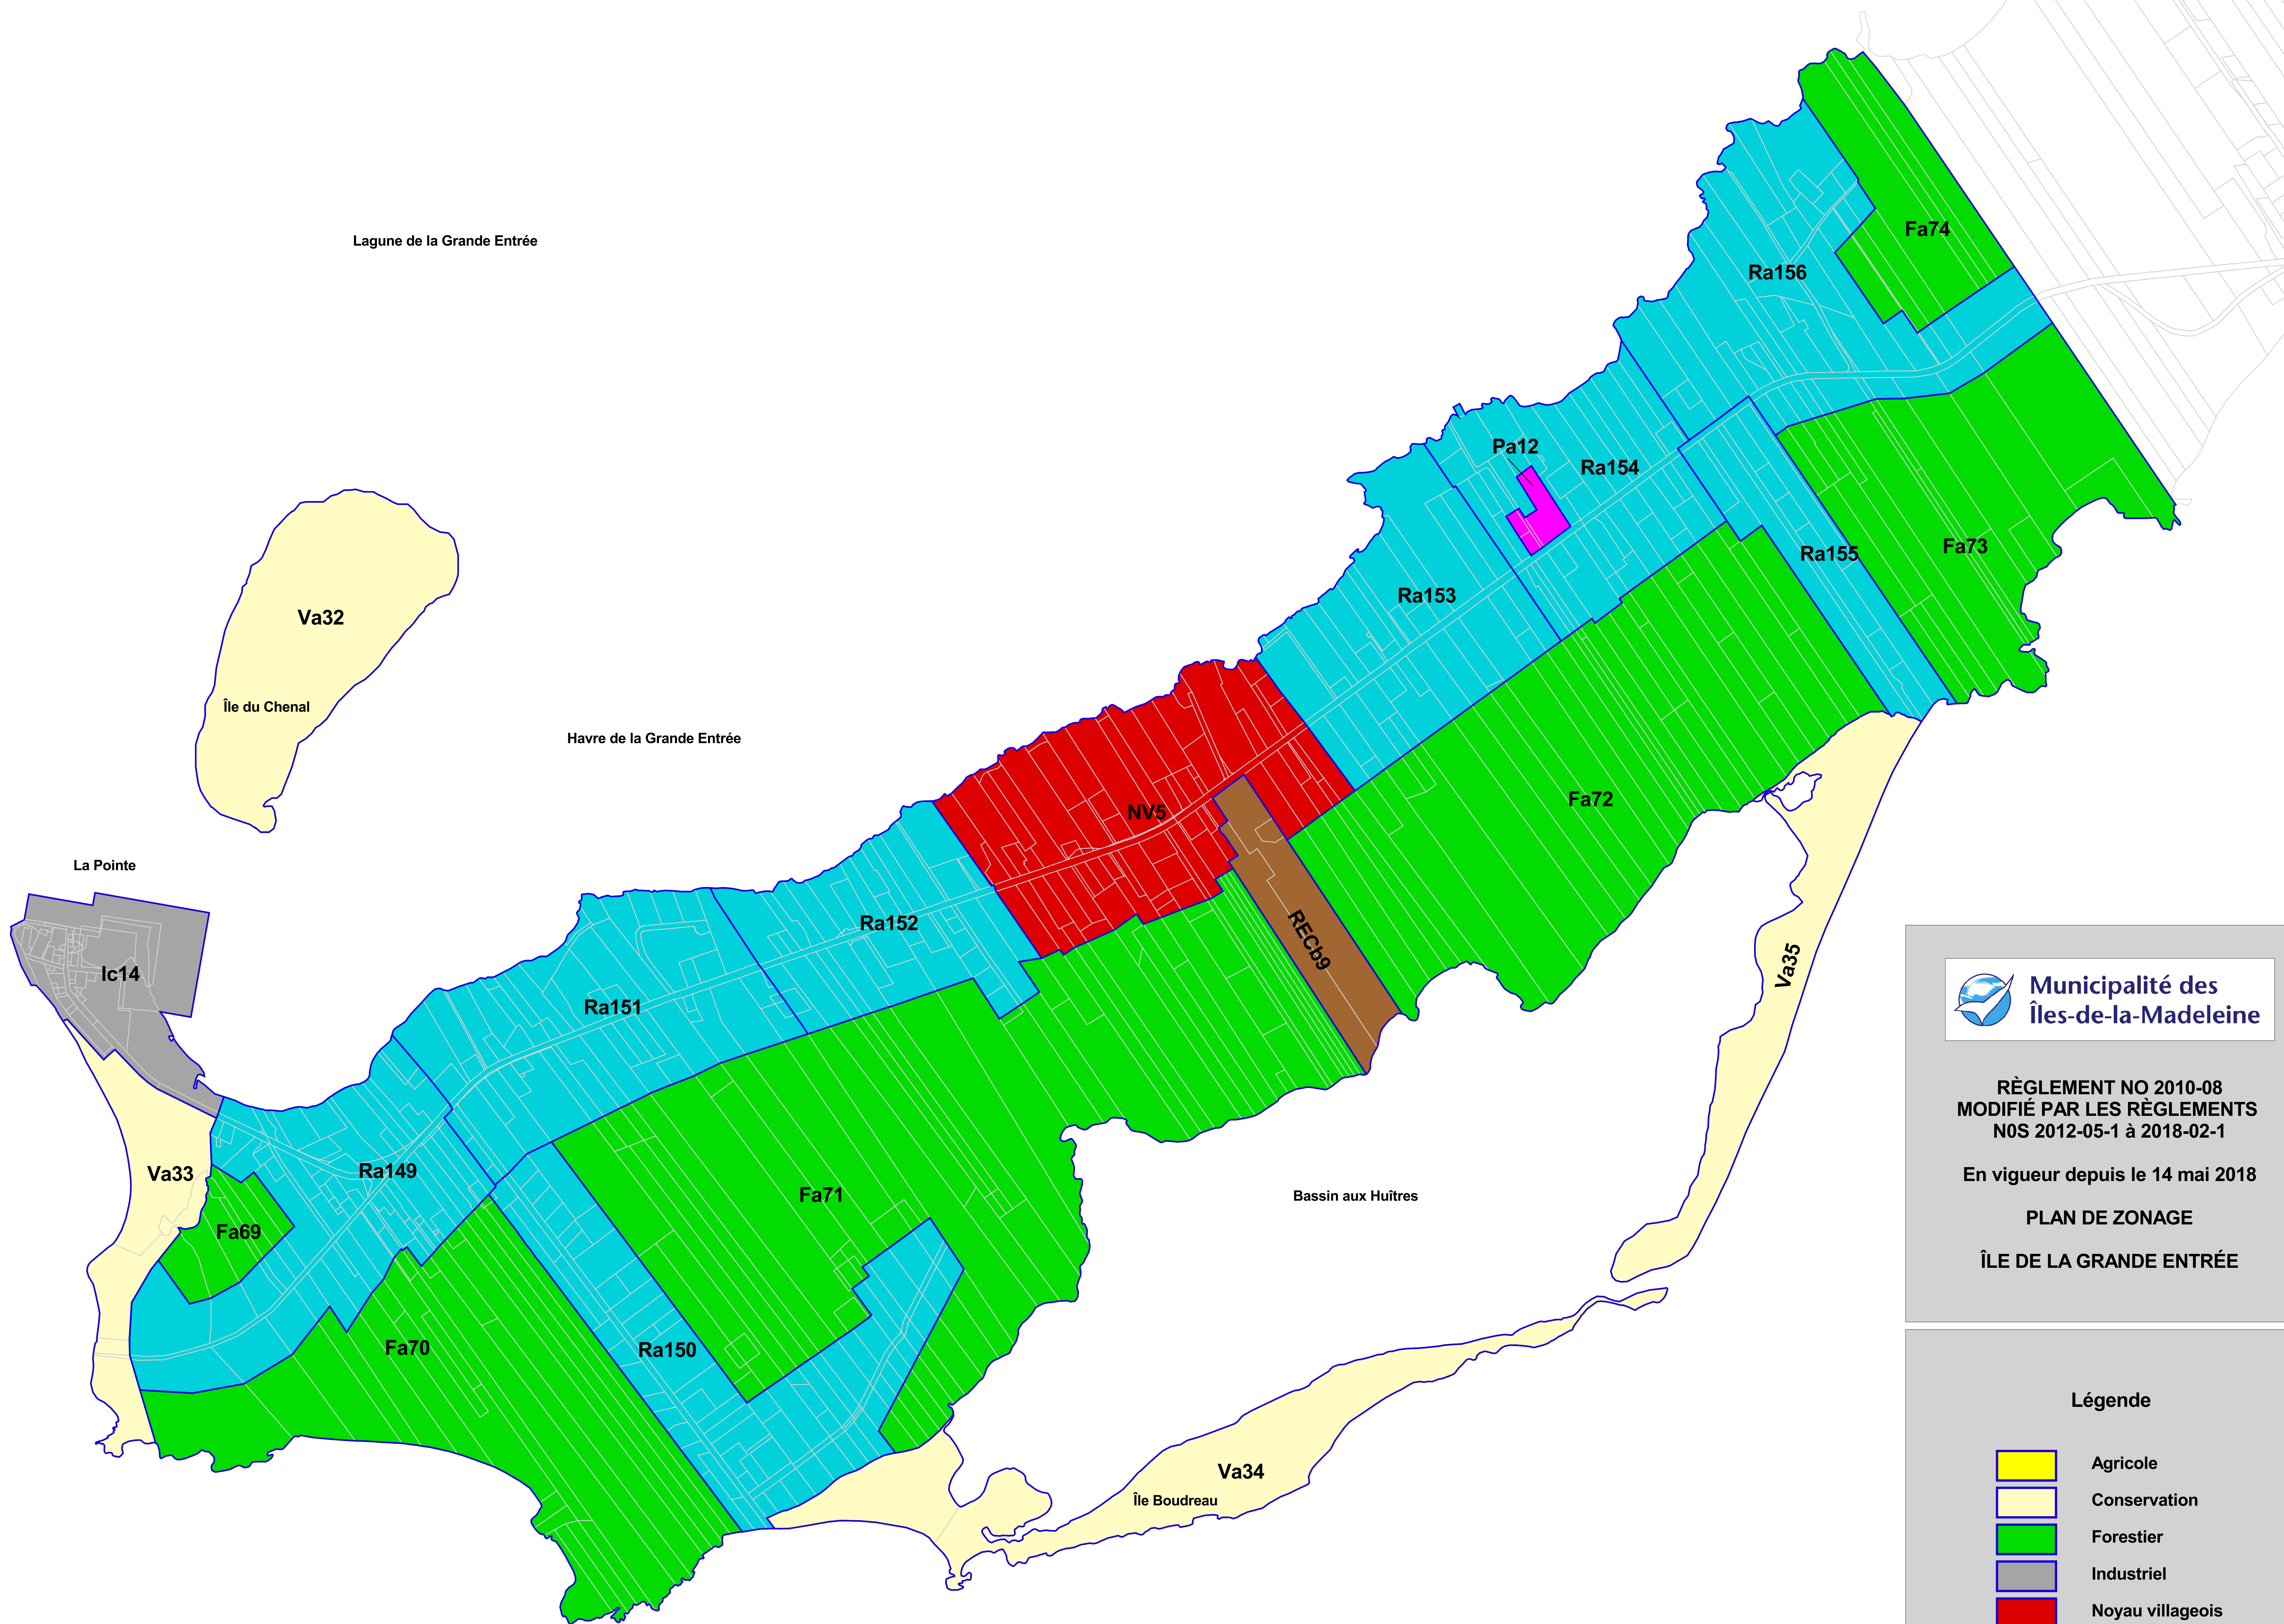 Lagune de la Grande Entrée
Fa74
Ra156
Pa12
Ra154
Fa73
Ra155
Ra153
Va32
Île du Chenal
Havre de la Grande Entrée
NV5
Fa72
La Pointe
Ra152
RECb9
Va35
Ic14
Ra151
Va33
Ra149
Fa69
Fa71
Bassin aux Huîtres
Fa70
Ra150
Va34
Île Boudreau
Municipalité des
Îles-de-la-Madeleine
RÈGLEMENT NO 2010-08
MODIFIÉ PAR LES RÈGLEMENTS
N0S 2012-05-1 à 2018-02-1
En vigueur depuis le 14 mai 2018
PLAN DE ZONAGE
ÎLE DE LA GRANDE ENTRÉE
Légende
Agricole
Conservation
Forestier
Industriel
Noyau villageois